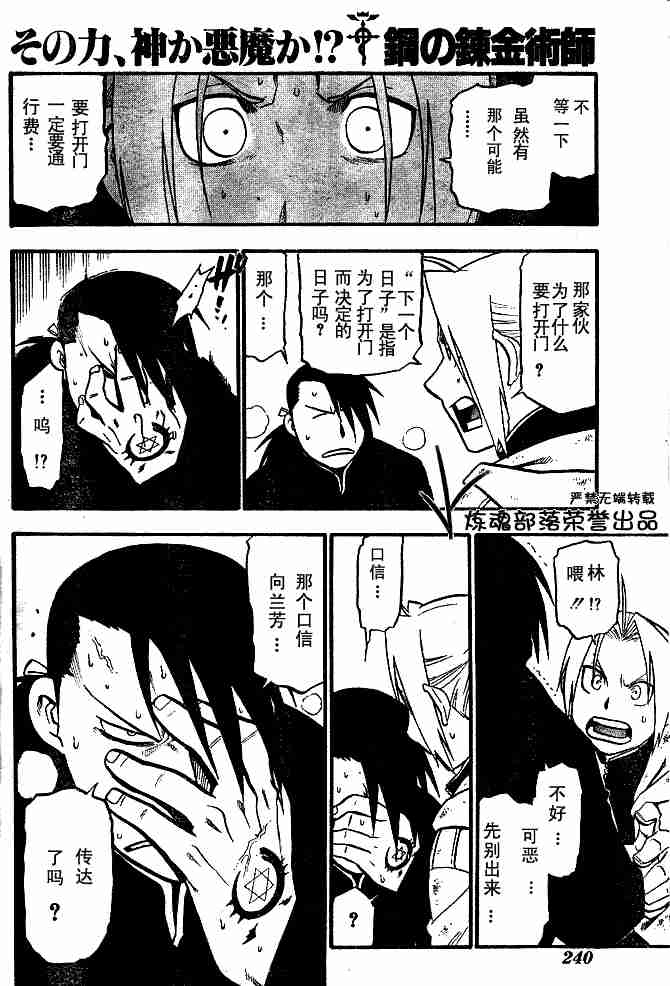 その力、神か悪魔か!?
鋼の錬金術師
不
等一下
虽然有
那个可能
……
要打开门
一定要通
行费…
那家伙
为了什么
要打开门
?
“下一个
日子”是指
为了打开门
而决定的
日子吗?
那个…
…
呜!?
严禁无端转载
炼魂部落荣誉出品
林
喂!!?
不好…
可恶…
先别出来…
口信…
?
那个口信
向兰芳…
传达
了吗?
240